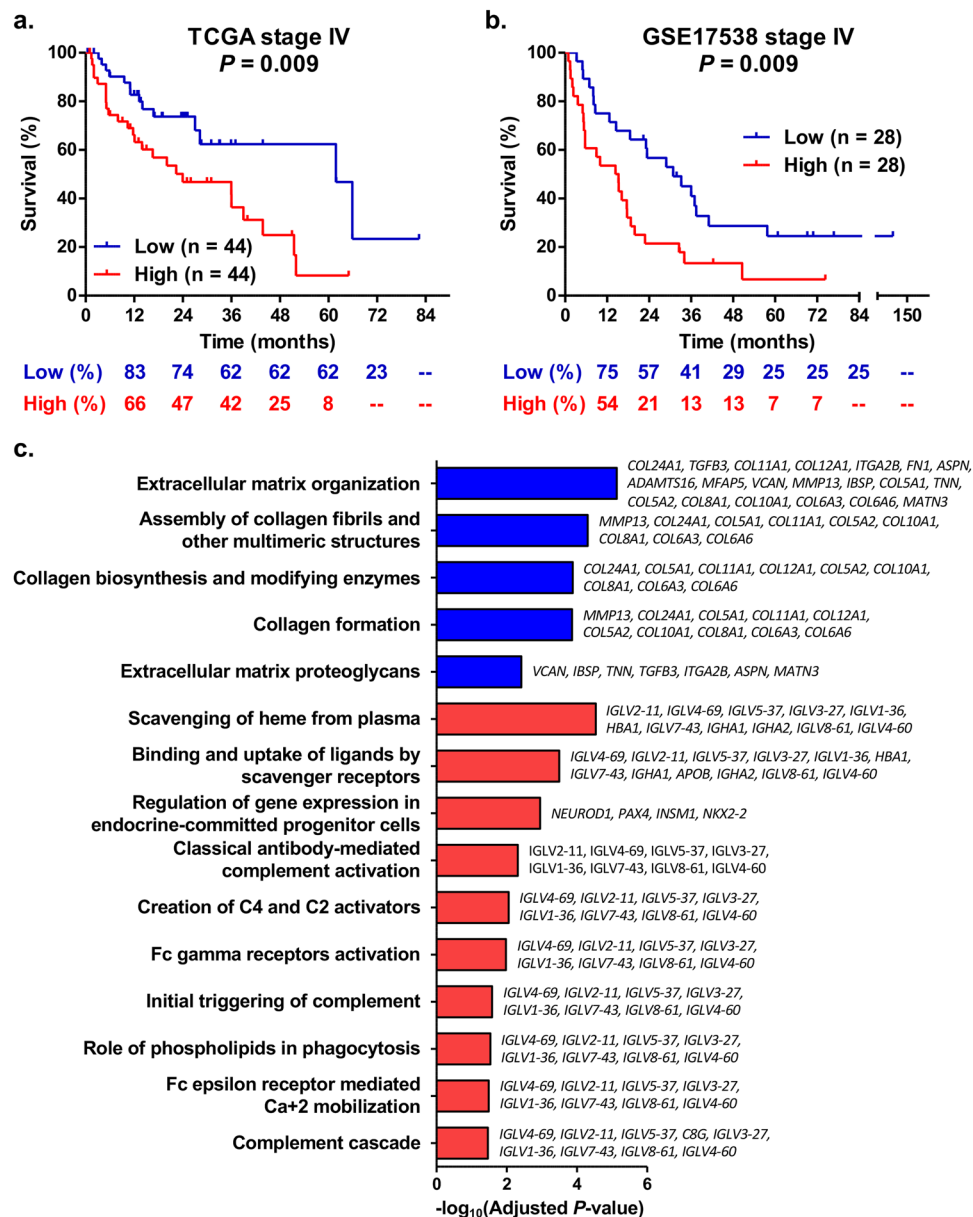 a.
TCGA stage IV
P = 0.009
100
80
60
40
20
0
Survival (%)
Low (n = 44)
High (n = 44)
0 12 24 36 48 60 72 84
Time (months)
Low (%) 83 74 62 62 62 23 --
High (%) 66 47 42 25 8 -- --
b.
GSE17538 stage IV
P = 0.009
100
80
60
40
20
0
Survival (%)
Low (n = 28)
High (n = 28)
0 12 24 36 48 60 72 84 150
Time (months)
Low (%) 75 57 41 29 25 25 25 --
High (%) 54 21 13 13 7 7 -- --
c.
Extracellular matrix organization
COL24A1, TGFB3, COL11A1, COL12A1, ITGA2B, FN1, ASPN,
ADAMTS16, MFAP5, VCAN, MMP13, IBSP, COL5A1, TNN,
COL5A2, COL8A1, COL10A1, COL6A3, COL6A6, MATN3
Assembly of collagen fibrils and
other multimeric structures
MMP13, COL24A1, COL5A1, COL11A1, COL5A2, COL10A1,
COL8A1, COL6A3, COL6A6
Collagen biosynthesis and modifying enzymes
COL24A1, COL5A1, COL11A1, COL12A1, COL5A2, COL10A1,
COL8A1, COL6A3, COL6A6
Collagen formation
MMP13, COL24A1, COL5A1, COL11A1, COL12A1,
COL5A2, COL10A1, COL8A1, COL6A3, COL6A6
Extracellular matrix proteoglycans
VCAN, IBSP, TNN, TGFB3, ITGA2B, ASPN, MATN3
Scavenging of heme from plasma
IGLV2-11, IGLV4-69, IGLV5-37, IGLV3-27, IGLV1-36,
HBA1, IGLV7-43, IGHA1, IGHA2, IGLV8-61, IGLV4-60
Binding and uptake of ligands by
scavenger receptors
IGLV4-69, IGLV2-11, IGLV5-37, IGLV3-27, IGLV1-36, HBA1,
IGLV7-43, IGHA1, APOB, IGHA2, IGLV8-61, IGLV4-60
Regulation of gene expression in
endocrine-committed progenitor cells
NEUROD1, PAX4, INSM1, NKX2-2
Classical antibody-mediated
complement activation
IGLV2-11, IGLV4-69, IGLV5-37, IGLV3-27,
IGLV1-36, IGLV7-43, IGLV8-61, IGLV4-60
Creation of C4 and C2 activators
IGLV4-69, IGLV2-11, IGLV5-37, IGLV3-27,
IGLV1-36, IGLV7-43, IGLV8-61, IGLV4-60
Fc gamma receptors activation
IGLV4-69, IGLV2-11, IGLV5-37, IGLV3-27,
IGLV1-36, IGLV7-43, IGLV8-61, IGLV4-60
Initial triggering of complement
IGLV4-69, IGLV2-11, IGLV5-37, IGLV3-27,
IGLV1-36, IGLV7-43, IGLV8-61, IGLV4-60
Role of phospholipids in phagocytosis
IGLV4-69, IGLV2-11, IGLV5-37, IGLV3-27,
IGLV1-36, IGLV7-43, IGLV8-61, IGLV4-60
Fc epsilon receptor mediated
Ca+2 mobilization
IGLV4-69, IGLV2-11, IGLV5-37, IGLV3-27,
IGLV1-36, IGLV7-43, IGLV8-61, IGLV4-60
Complement cascade
IGLV4-69, IGLV2-11, IGLV5-37, C8G, IGLV3-27,
IGLV1-36, IGLV7-43, IGLV8-61, IGLV4-60
0 2 4 6
-log10(Adjusted P-value)